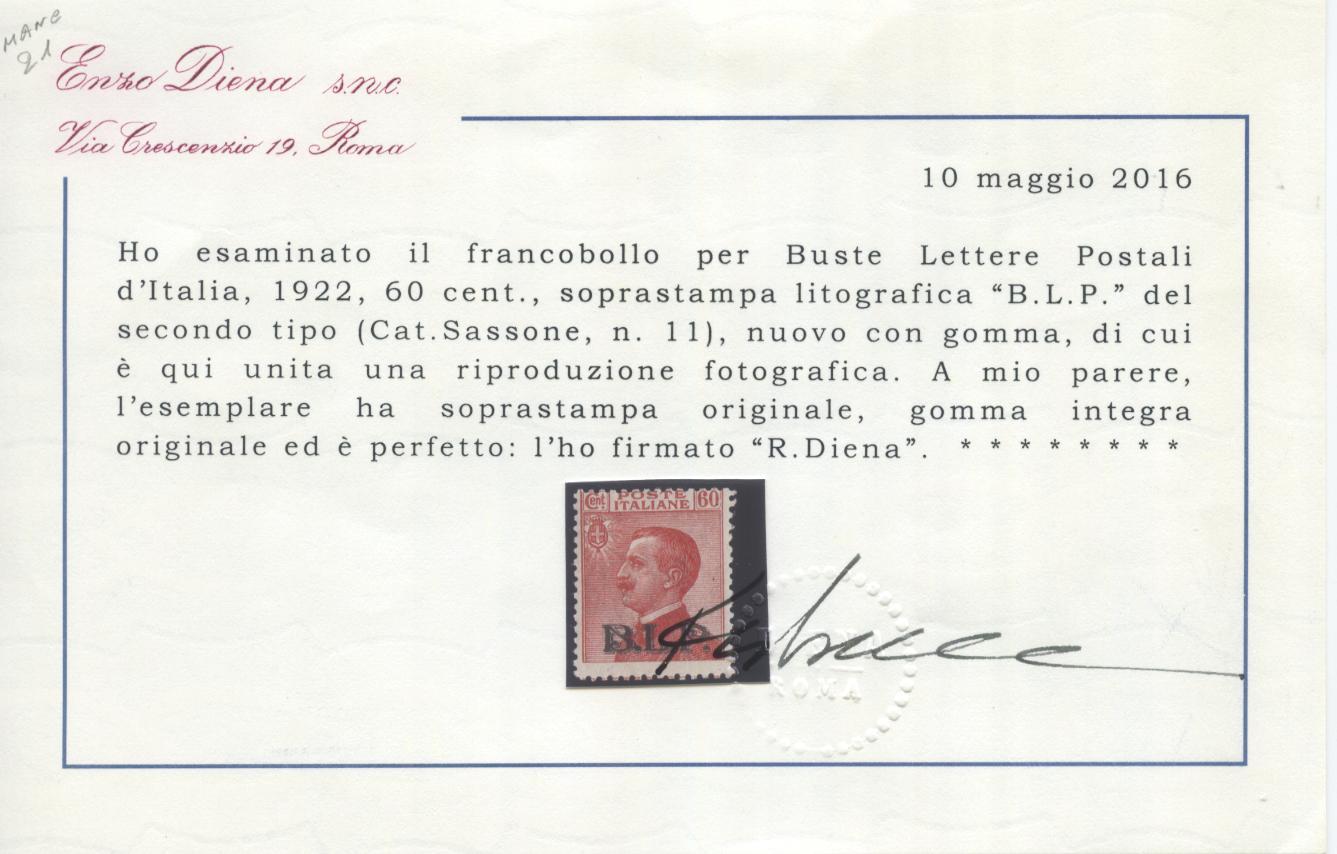 MANC
21
Enzo Diena s.n.c.
Via Crescenzio 19, Roma
10 maggio 2016
Ho esaminato il francobollo per Buste Lettere Postali
d'Italia, 1922, 60 cent., soprastampa litografica “B.L.P.” del
secondo tipo (Cat.Sassone, n. 11), nuovo con gomma, di cui
è qui unita una riproduzione fotografica. A mio parere,
l'esemplare ha soprastampa originale, gomma integra
originale ed è perfetto: l'ho firmato “R.Diena”. * * * * * * * *
Cent. POSTE ITALIANE 60
B.L.P.